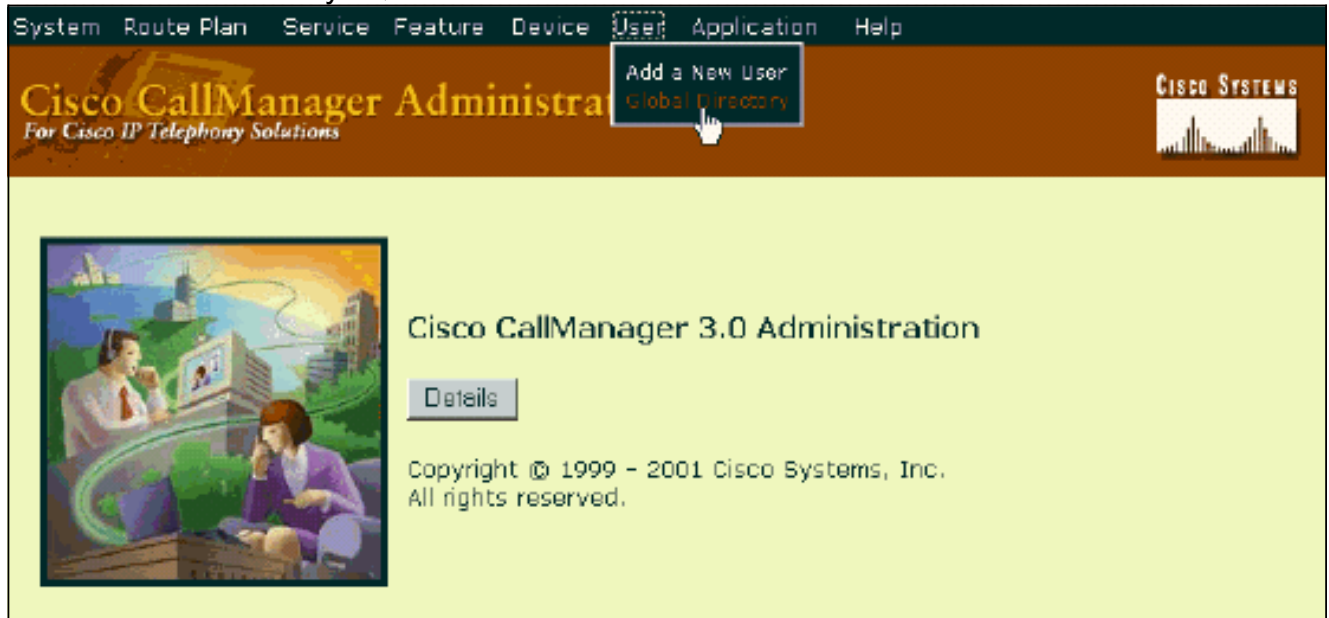 System Route Plan Service Feature Device User Application Help
Add a New User
Global Directory
Cisco CallManager Administra
For Cisco IP Telephony Solutions
CISCO SYSTEMS
Cisco CallManager 3.0 Administration
Details
Copyright © 1999 - 2001 Cisco Systems, Inc.
All rights reserved.